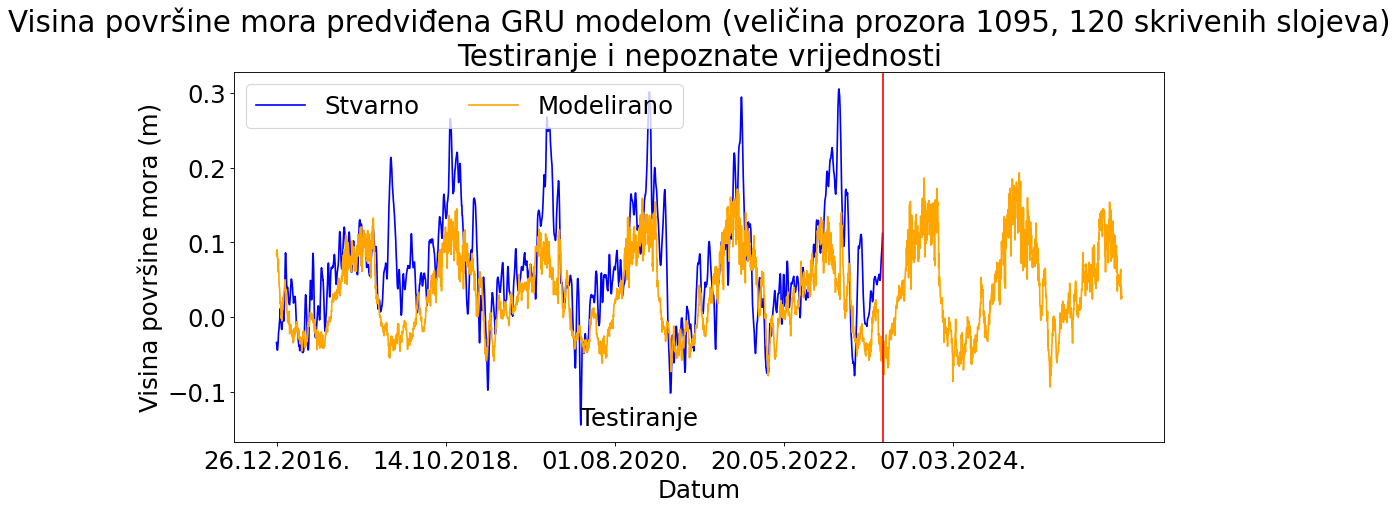 Visina površine mora predviđena GRU modelom (veličina prozora 1095, 120 skrivenih slojeva)
Testiranje i nepoznate vrijednosti
Stvarno Modelirano
Visina površine mora (m)
0.3
0.2
0.1
0.0
−0.1
Testiranje
26.12.2016. 14.10.2018. 01.08.2020. 20.05.2022. 07.03.2024.
Datum